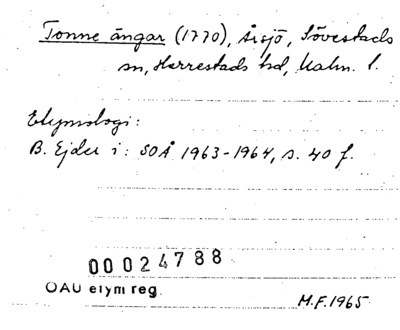 Tonne ängar (1770), Årsjö, Sövestads
sn, Herrestads hd, Malm. l.
Etymologi:
B. Ejder i: SOÅ 1963-1964, s. 40 f.
00024788
OAU etym reg.
M.F. 1965